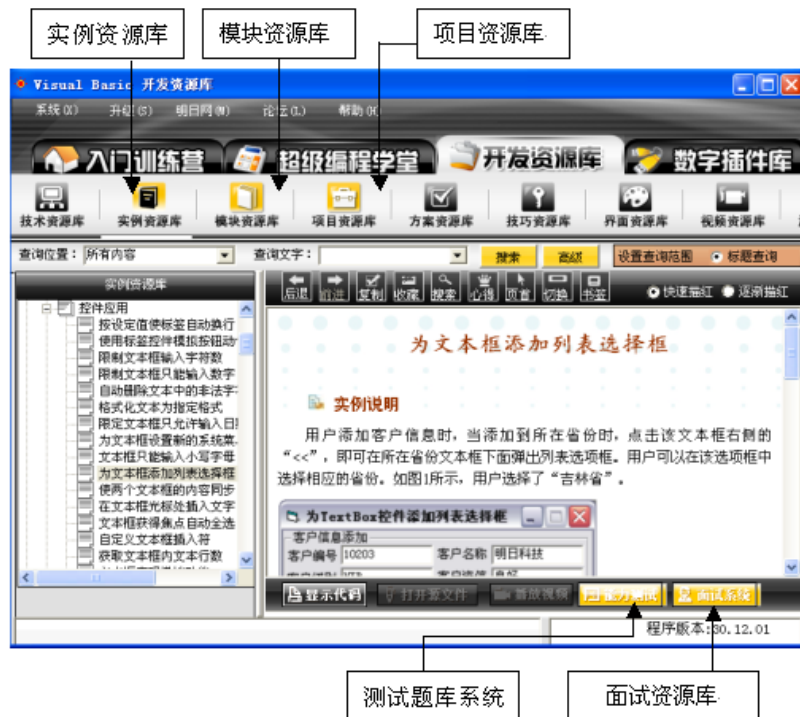 实例资源库 模块资源库 项目资源库
Visual Basic 开发资源库
系统(X) 升级(S) 明日网(W) 论坛(L) 帮助(H)
入门训练营 超级编程学堂 开发资源库 数字插件库
技术资源库 实例资源库 模块资源库 项目资源库 方案资源库 技巧资源库 界面资源库 视频资源库
查询位置: 所有内容 查询文字: 搜索 高级 设置查询范围 标题查询
实例资源库
后退 前进 复制 收藏 搜索 心得 页首 切换 书签 快速描红 逐渐描红
控件应用
按设定值使标签自动换行
使用标签控件模拟按钮动
限制文本框输入字符数
限制文本框只能输入数字
自动删除文本中的非法字
格式化文本为指定格式
限定文本框只允许输入日
为文本框设置新的系统菜
文本框只能输入小写字母
为文本框添加列表选择框
使两个文本框的内容同步
在文本框光标处插入文字
文本框获得焦点自动全选
自定义文本框插入符
获取文本框内文本行数
为文本框添加列表选择框
实例说明
用户添加客户信息时，当添加到所在省份时，点击该文本框右侧的
“<<”，即可在所在省份文本框下面弹出列表选项框。用户可以在该选项框中
选择相应的省份。如图1所示，用户选择了“吉林省”。
为TextBox控件添加列表选择框
客户信息添加
客户编号 10203 客户名称 明日科技
显示代码 打开源文件 播放视频 能力测试 面试系统
程序版本:30.12.01
测试题库系统 面试资源库